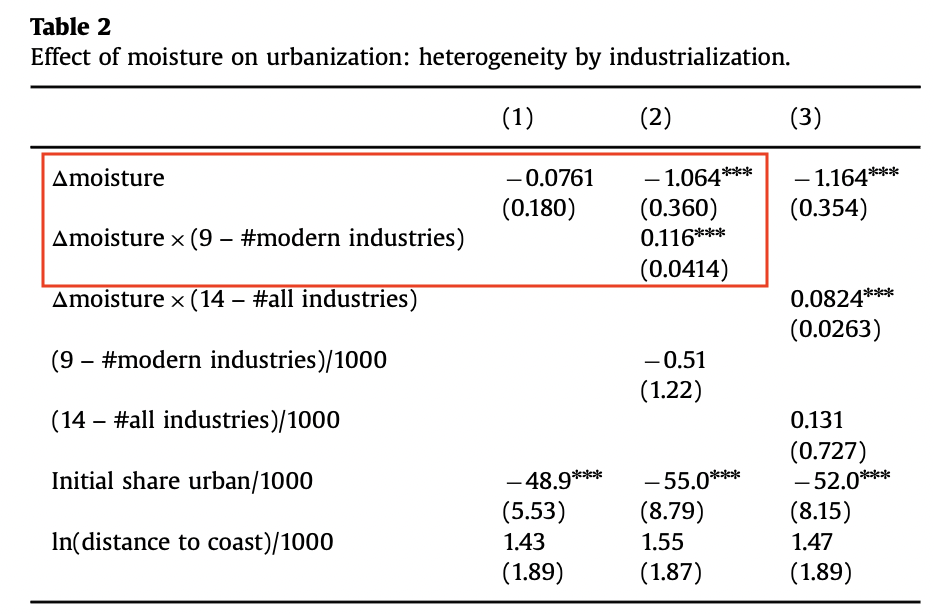 Table 2
Effect of moisture on urbanization: heterogeneity by industrialization.
(1) (2) (3)
Δmoisture −0.0761 −1.064*** −1.164***
(0.180) (0.360) (0.354)
Δmoisture × (9 – #modern industries) 0.116***
(0.0414)
Δmoisture × (14 – #all industries) 0.0824***
(0.0263)
(9 – #modern industries)/1000 −0.51
(1.22)
(14 – #all industries)/1000 0.131
(0.727)
Initial share urban/1000 −48.9*** −55.0*** −52.0***
(5.53) (8.79) (8.15)
ln(distance to coast)/1000 1.43 1.55 1.47
(1.89) (1.87) (1.89)